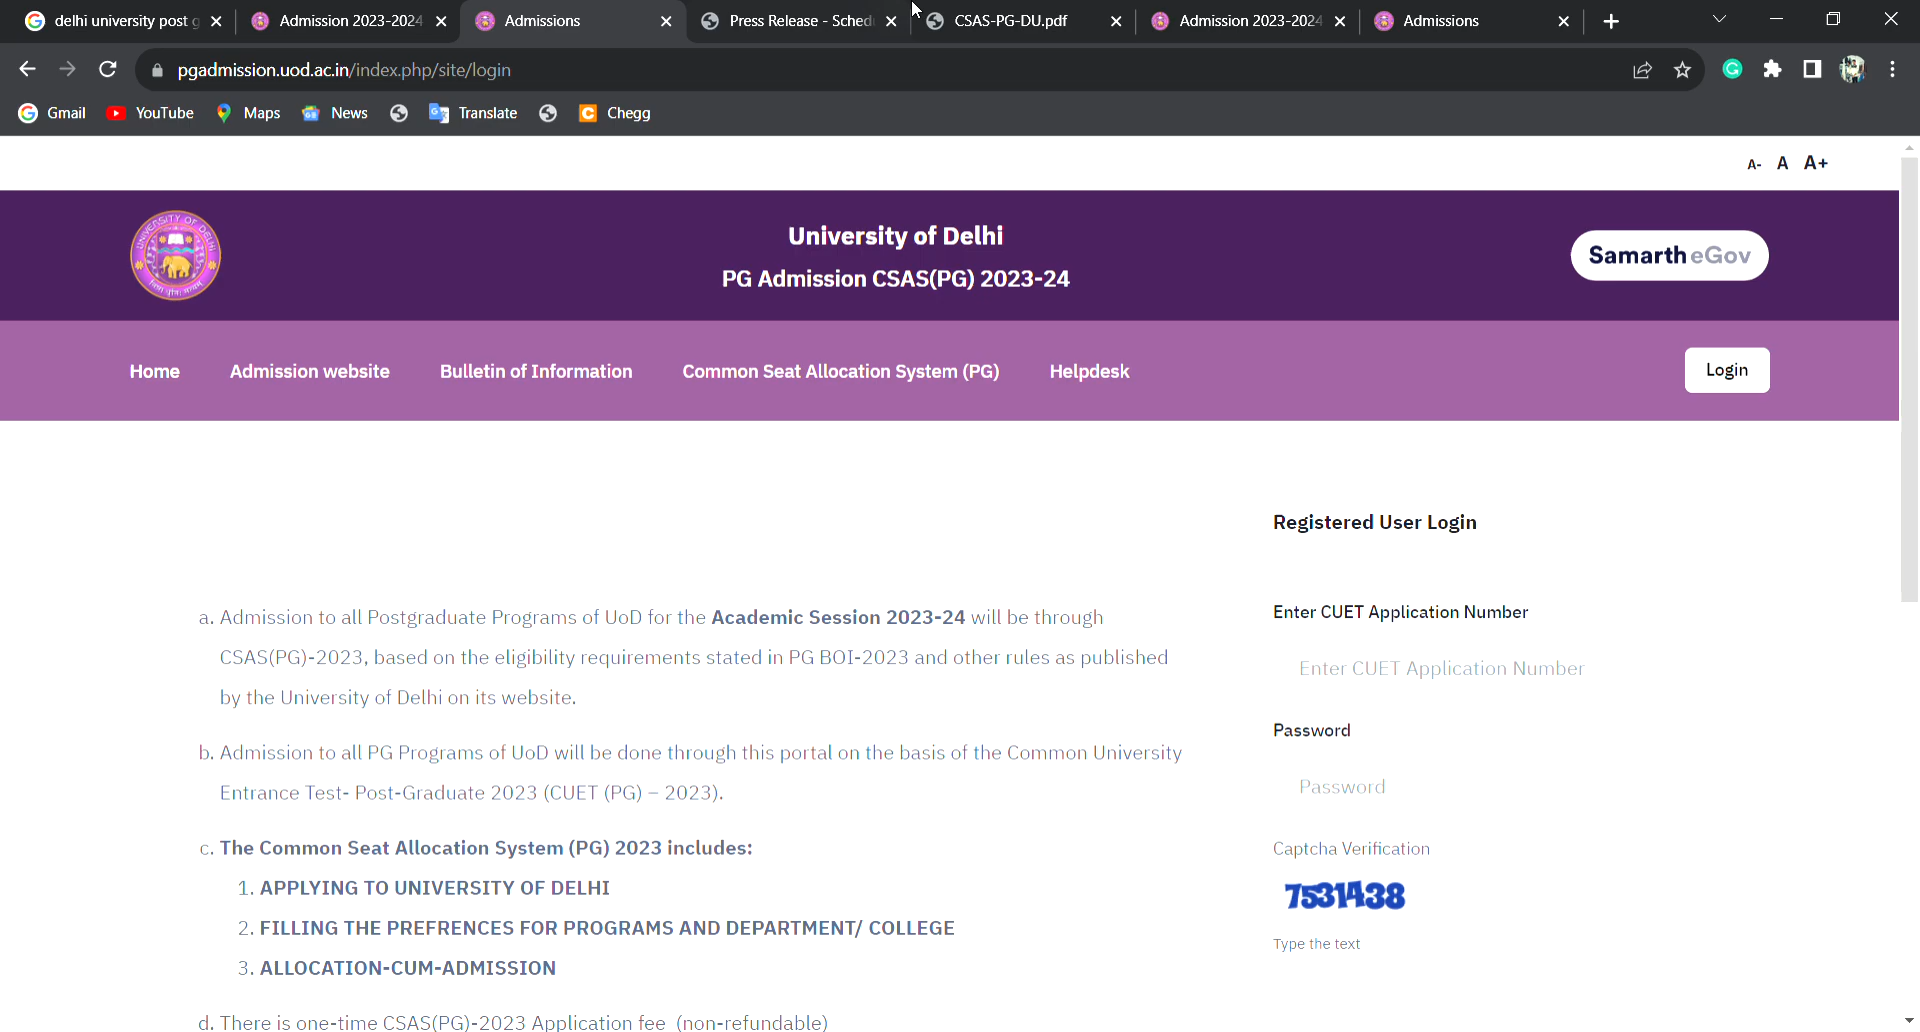 delhi university post g
Admission 2023-2024
Admissions
Press Release - Sched
CSAS-PG-DU.pdf
Admission 2023-2024
Admissions
pgadmission.uod.ac.in/index.php/site/login
Gmail
YouTube
Maps
News
Translate
Chegg
A- A A+
UNIVERSITY OF DELHI
University of Delhi
PG Admission CSAS(PG) 2023-24
Samarth eGov
Home
Admission website
Bulletin of Information
Common Seat Allocation System (PG)
Helpdesk
Login
a. Admission to all Postgraduate Programs of UoD for the Academic Session 2023-24 will be through
CSAS(PG)-2023, based on the eligibility requirements stated in PG BOI-2023 and other rules as published
by the University of Delhi on its website.
b. Admission to all PG Programs of UoD will be done through this portal on the basis of the Common University
Entrance Test- Post-Graduate 2023 (CUET (PG) – 2023).
c. The Common Seat Allocation System (PG) 2023 includes:
1. APPLYING TO UNIVERSITY OF DELHI
2. FILLING THE PREFRENCES FOR PROGRAMS AND DEPARTMENT/ COLLEGE
3. ALLOCATION-CUM-ADMISSION
d. There is one-time CSAS(PG)-2023 Application fee (non-refundable)
Registered User Login
Enter CUET Application Number
Enter CUET Application Number
Password
Password
Captcha Verification
7531438
Type the text